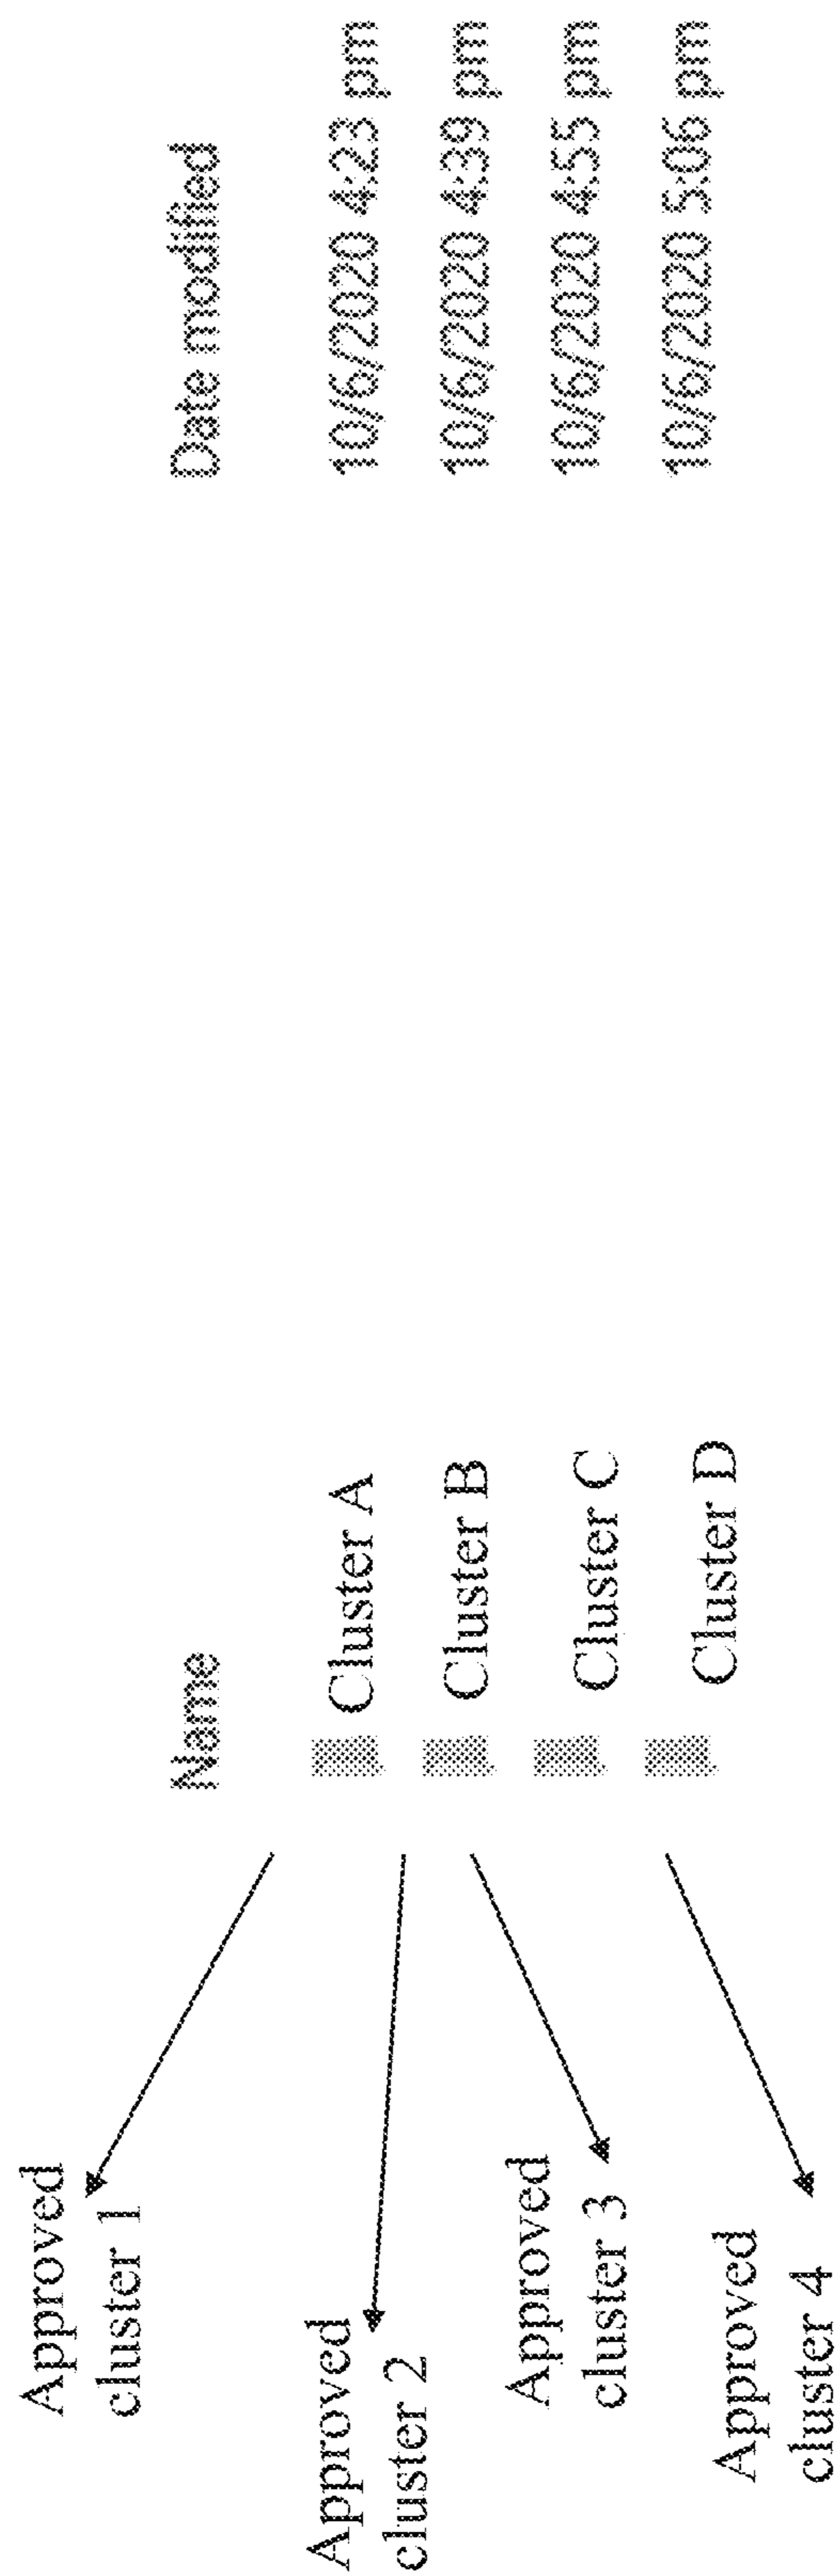 Approved
cluster 1
Approved
cluster 2
Approved
cluster 3
Approved
cluster 4
Name
Date modified
Cluster A
10/6/2020 4:23 pm
Cluster B
10/6/2020 4:39 pm
Cluster C
10/6/2020 4:55 pm
Cluster D
10/6/2020 5:06 pm